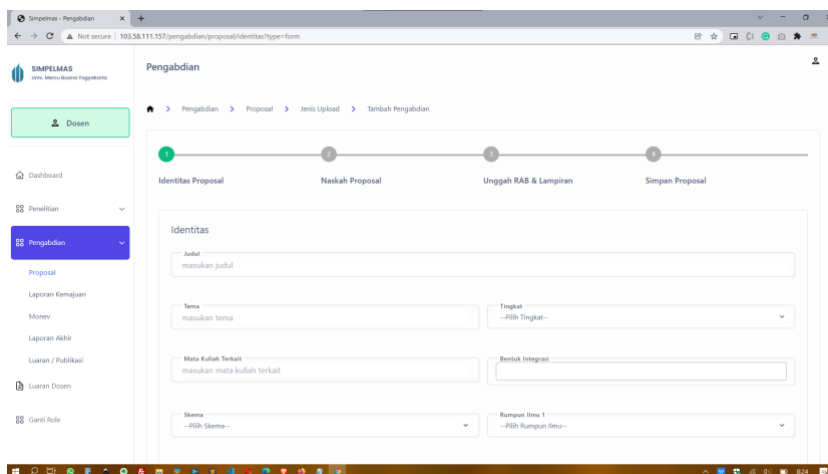 Simpelmas - Pengabdian
Not secure | 103.58.111.157/pengabdian/proposal/identitas?type=form
SIMPELMAS
Univ. Mercu Buana Yogyakarta
Pengabdian
Dosen
Pengabdian > Proposal > Jenis Upload > Tambah Pengabdian
1 2 3 4
Identitas Proposal Naskah Proposal Unggah RAB & Lampiran Simpan Proposal
Dashboard
Penelitian
Pengabdian
Proposal
Laporan Kemajuan
Monev
Laporan Akhir
Luaran / Publikasi
Luaran Dosen
Ganti Role
Identitas
Judul
masukan judul
Tema
masukan tema
Tingkat
--Pilih Tingkat--
Mata Kuliah Terkait
masukan mata kuliah terkait
Bentuk Integrasi
Skema
--Pilih Skema--
Rumpun Ilmu 1
--Pilih Rumpun Ilmu--
8:24